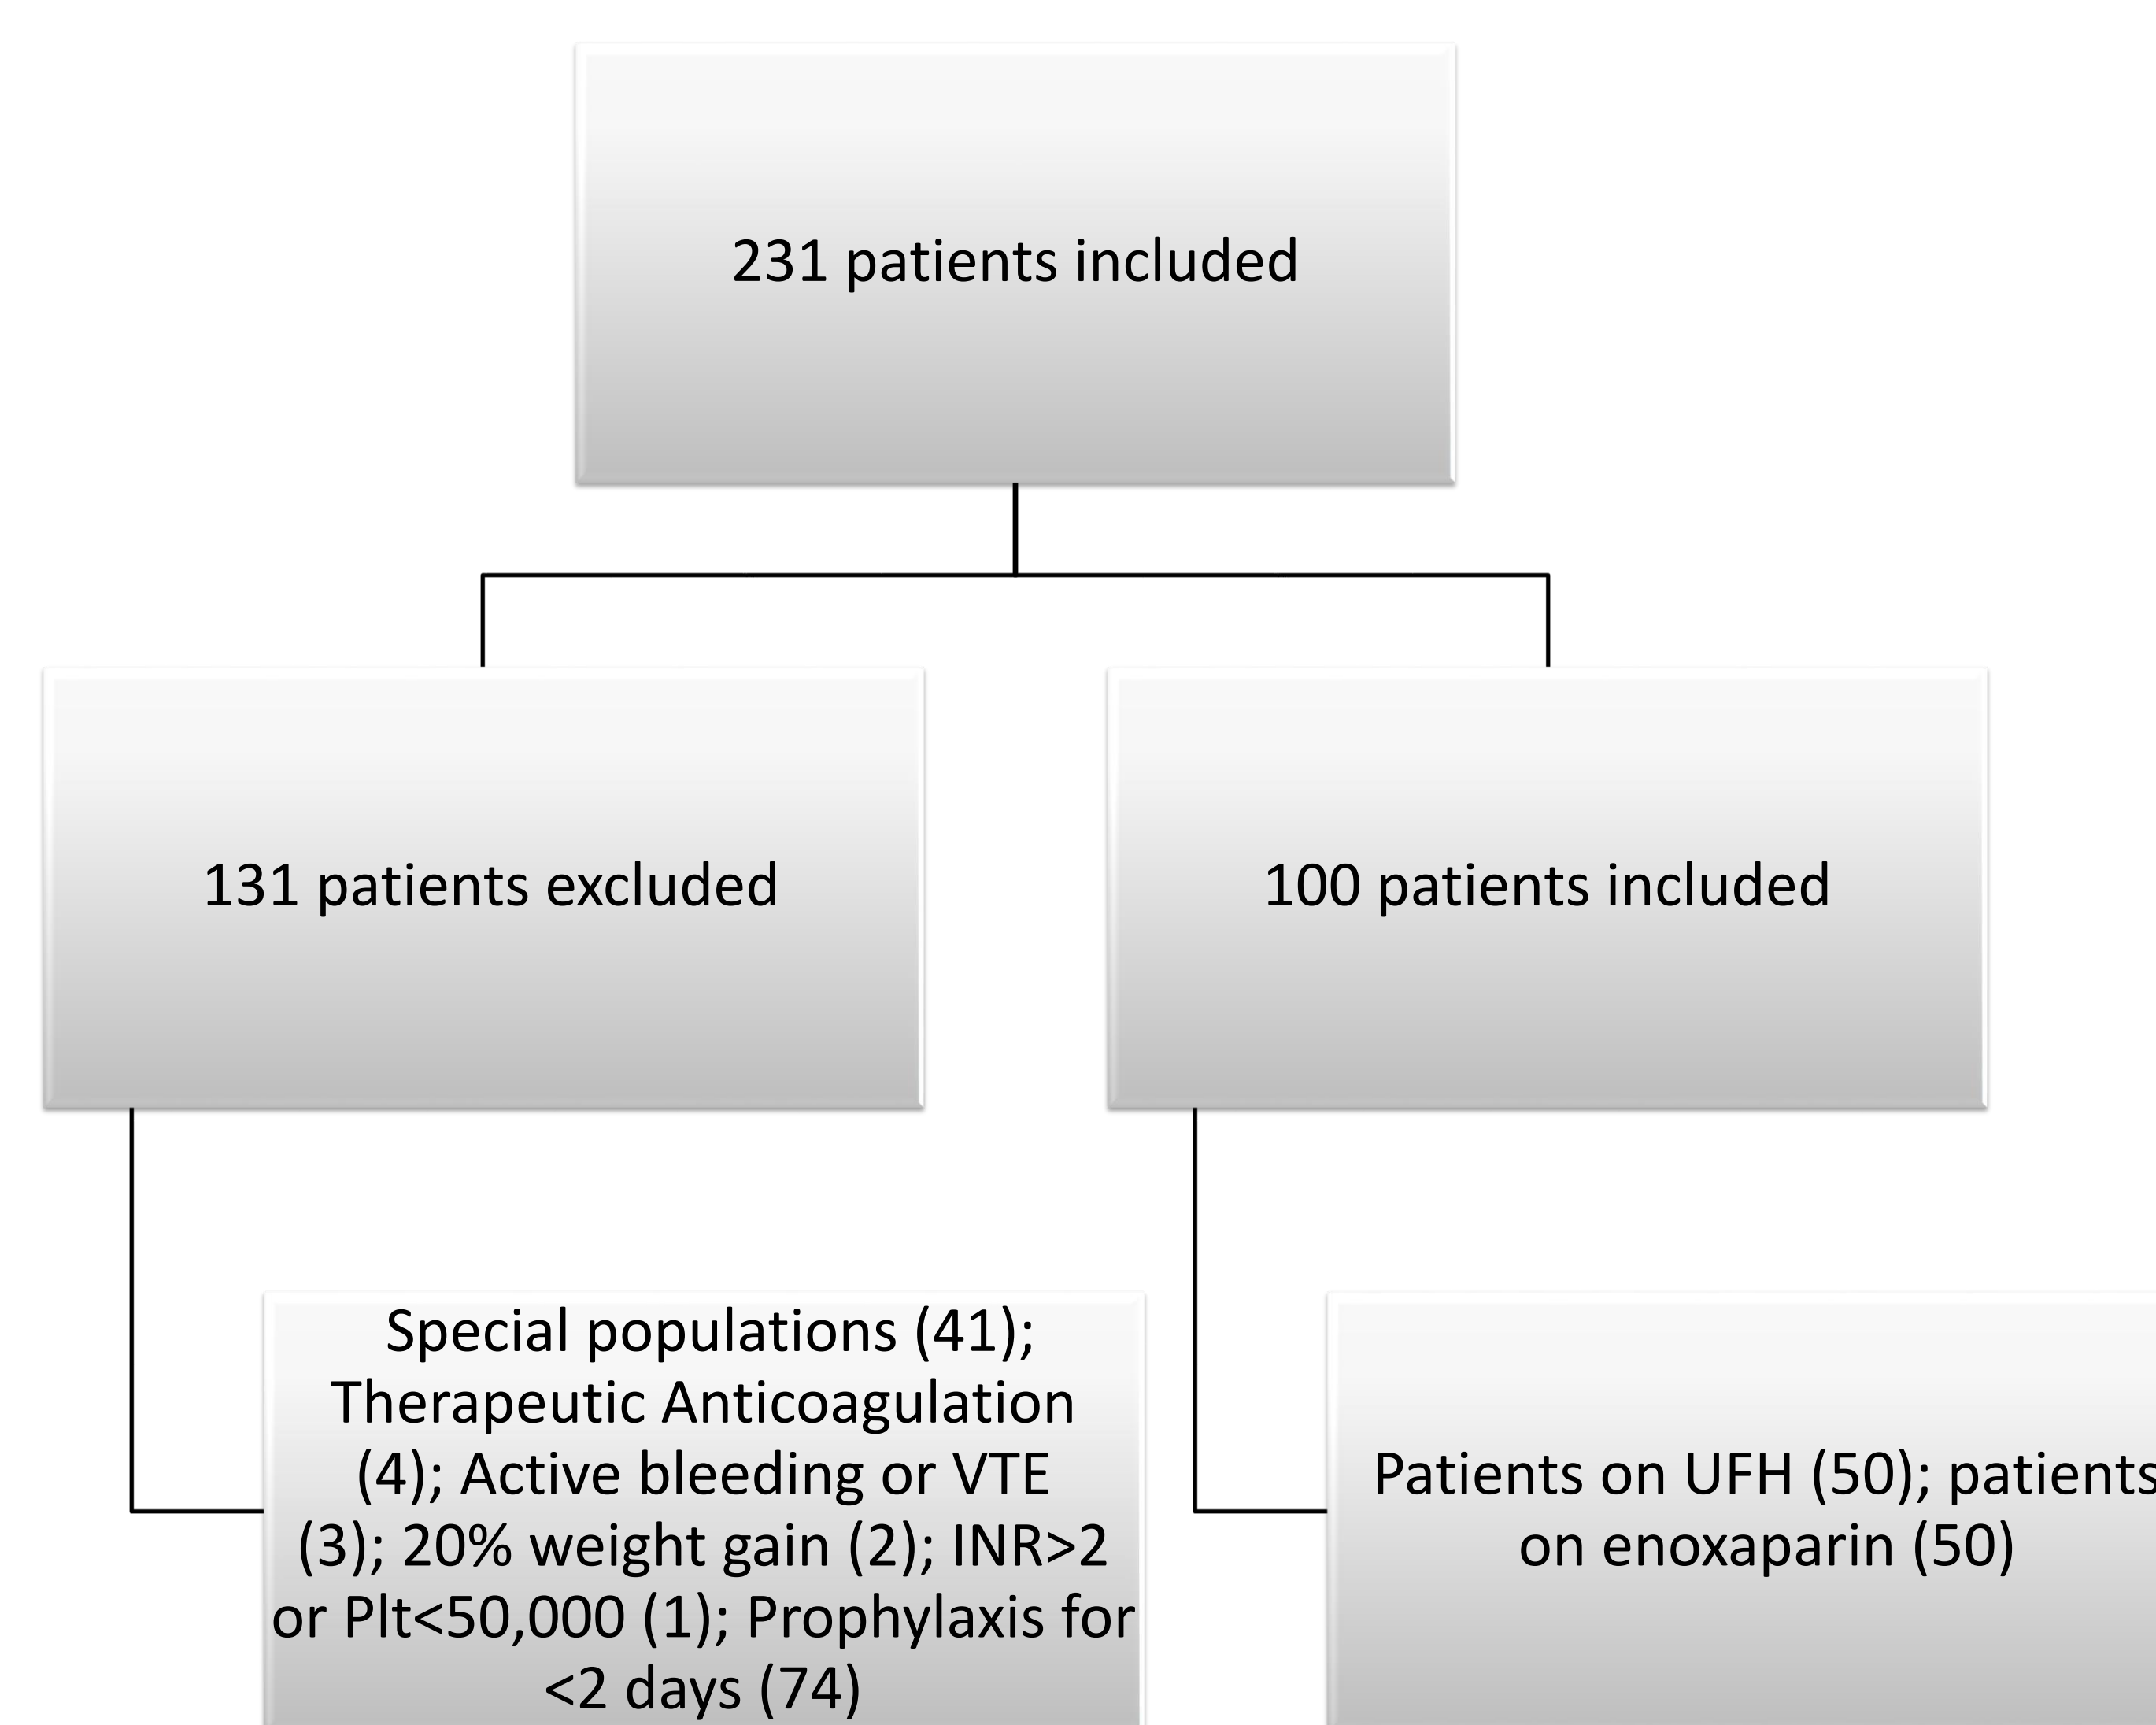 231 patients included
131 patients excluded
100 patients included
Special populations (41);
Therapeutic Anticoagulation
(4); Active bleeding or VTE
(3); 20% weight gain (2); INR>2
or Plt<50,000 (1); Prophylaxis for
<2 days (74)
Patients on UFH (50); patients
on enoxaparin (50)